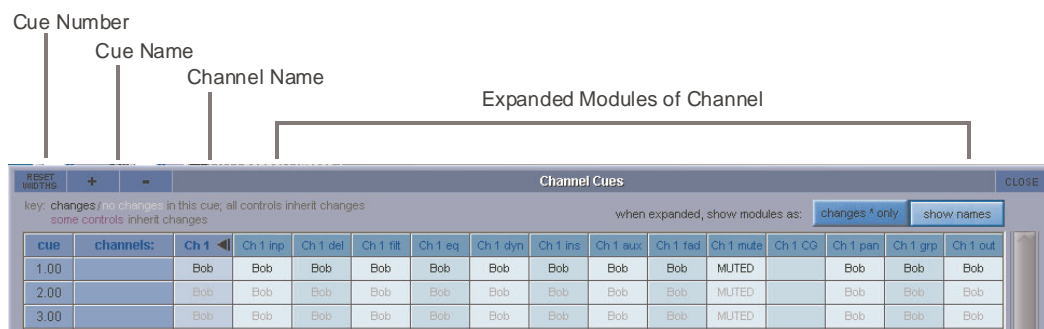 Cue Number
Cue Name
Channel Name
Expanded Modules of Channel
RESET WIDTHS + - Channel Cues CLOSE
key: changes / no changes in this cue; all controls inherit changes
some controls inherit changes
when expanded, show modules as: changes * only show names
cue channels: Ch 1 Ch 1 inp Ch 1 del Ch 1 filt Ch 1 eq Ch 1 dyn Ch 1 ins Ch 1 aux Ch 1 fad Ch 1 mute Ch 1 CG Ch 1 pan Ch 1 grp Ch 1 out
1.00 Bob Bob Bob Bob Bob Bob Bob Bob Bob MUTED Bob Bob Bob
2.00 Bob Bob Bob Bob Bob Bob Bob Bob Bob MUTED Bob Bob Bob
3.00 Bob Bob Bob Bob Bob Bob Bob Bob Bob MUTED Bob Bob Bob